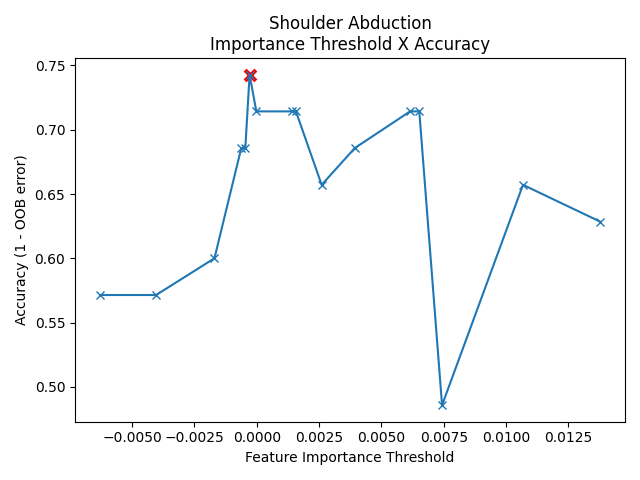 Shoulder Abduction
Importance Threshold X Accuracy
Accuracy (1 - OOB error)
0.75
0.70
0.65
0.60
0.55
0.50
−0.0050 −0.0025 0.0000 0.0025 0.0050 0.0075 0.0100 0.0125
Feature Importance Threshold